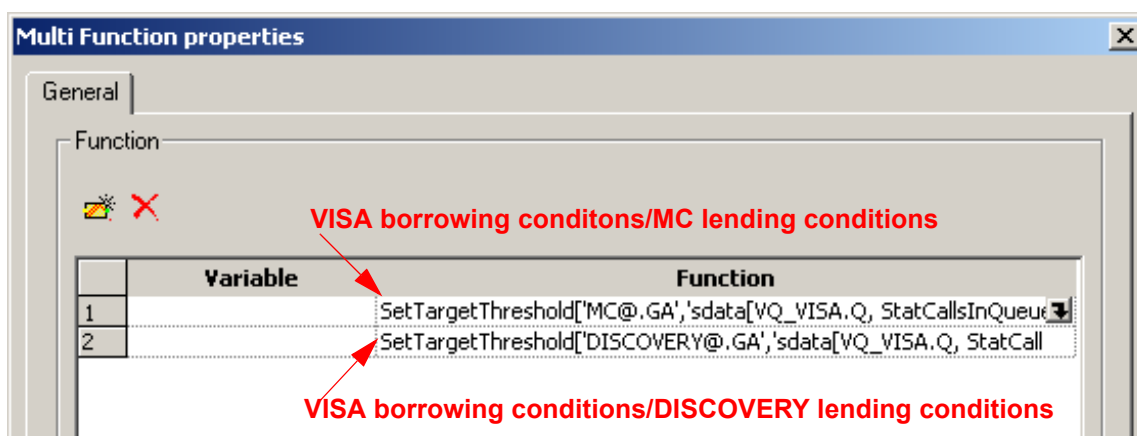 Multi Function properties
General
Function
VISA borrowing conditons/MC lending conditions
Variable Function
1 SetTargetThreshold['MC@.GA','sdata[VQ_VISA.Q, StatCallsInQueue
2 SetTargetThreshold['DISCOVERY@.GA','sdata[VQ_VISA.Q, StatCall
VISA borrowing conditions/DISCOVERY lending conditions